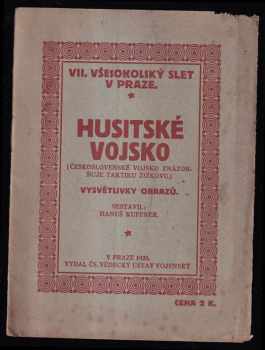 VII. VŠESOKOLSKÝ SLET
V PRAZE.
HUSITSKÉ
VOJSKO
(ČESKOSLOVENSKÉ VOJSKO ZNÁZOR-
ŇUJE TAKTIKU ŽIŽKOVU.)
VYSVĚTLIVKY OBRAZŮ.
SESTAVIL:
HANUŠ KUFFNER.
V PRAZE 1920.
VYDAL ČS. VĚDECKÝ ÚSTAV VOJENSKÝ
CENA 2 K.